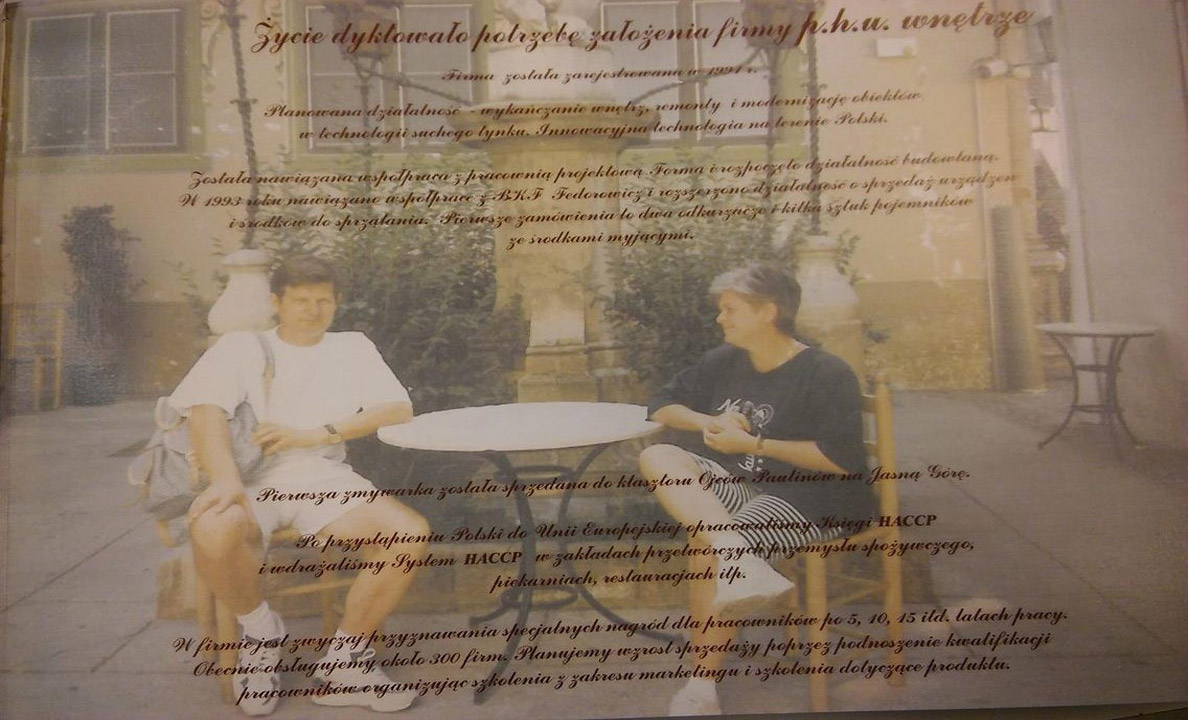 Życie dyktowało potrzebę założenia firmy p.h.u. wnętrze
Firma została zarejestrowana w 1991 r.
Planowana działalność - wykańczanie wnętrz, remonty i modernizację obiektów
w technologii suchego tynku. Innowacyjna technologia na terenie Polski.
Została nawiązana współpraca z pracownią projektową Forma i rozpoczęto działalność budowlaną.
W 1993 roku nawiązano współpracę z BKF Fedorowicz i rozszerzono działalność o sprzedaż urządzeń
i środków do sprzątania. Pierwsze zamówienia to dwa odkurzacze i kilka sztuk pojemników
ze środkami myjącymi.
Pierwsza zmywarka została sprzedana do klasztoru Ojców Paulinów na Jasną Górę.
Po przystąpieniu Polski do Unii Europejskiej opracowaliśmy Księgi HACCP
i wdrażaliśmy System HACCP w zakładach przetwórczych przemysłu spożywczego,
piekarniach, restauracjach itp.
W firmie jest zwyczaj przyznawania specjalnych nagród dla pracowników po 5, 10, 15 itd. latach pracy.
Obecnie obsługujemy około 300 firm. Planujemy wzrost sprzedaży poprzez podnoszenie kwalifikacji
pracowników organizując szkolenia z zakresu marketingu i szkolenia dotyczące produktu.